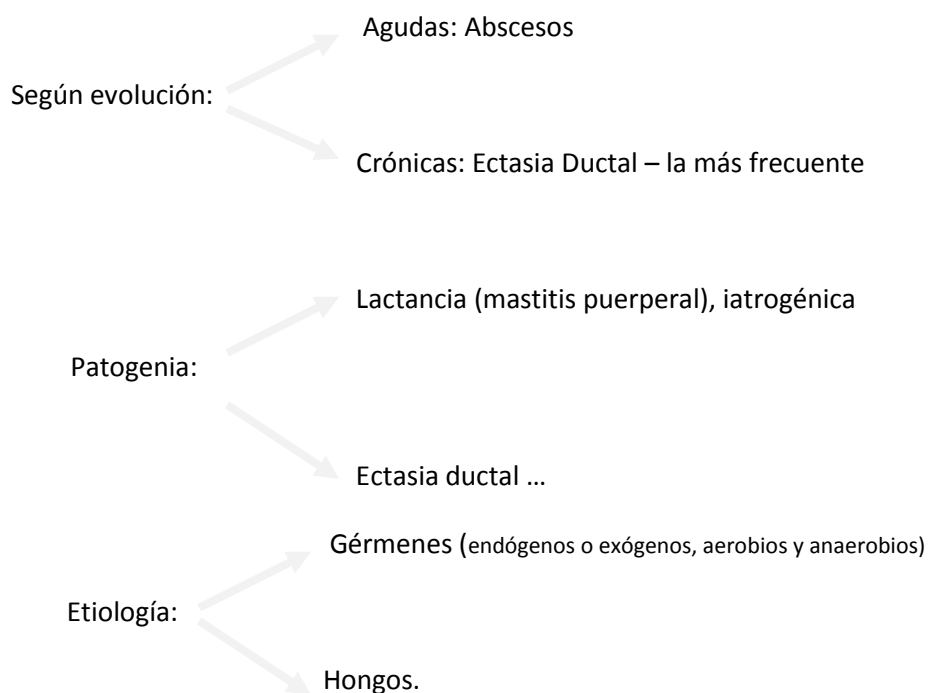 Agudas: Abscesos
Según evolución:
Crónicas: Ectasia Ductal – la más frecuente
Lactancia (mastitis puerperal), iatrogénica
Patogenia:
Ectasia ductal …
Gérmenes (endógenos o exógenos, aerobios y anaerobios)
Etiología:
Hongos.